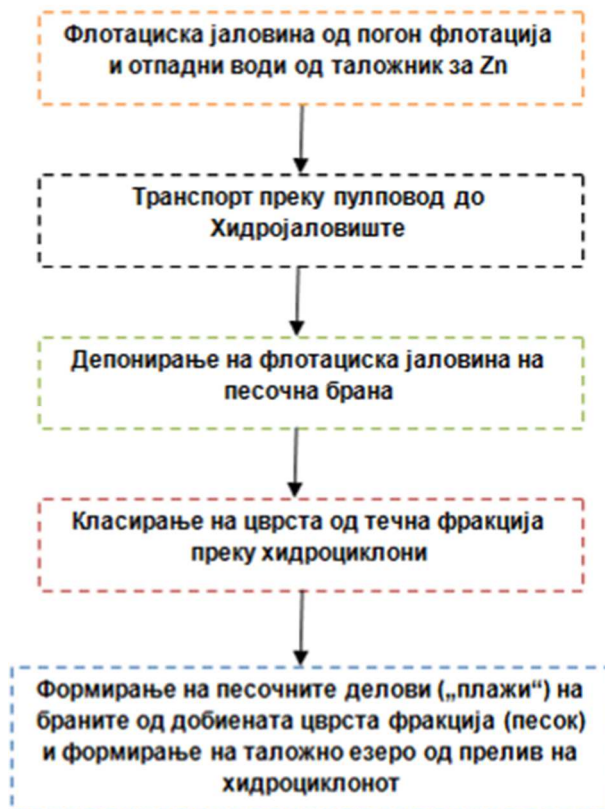 Флотациска јаловина од погон флотација
и отпадни води од таложник за Zn
Транспорт преку пулповод до
Хидројаловиште
Депонирање на флотациска јаловина на
песочна брана
Класирање на цврста од течна фракција
преку хидроциклони
Формирање на песочните делови („плажи“) на
браните од добиената цврста фракција (песок)
и формирање на таложно езеро од прелив на
хидроциклонот